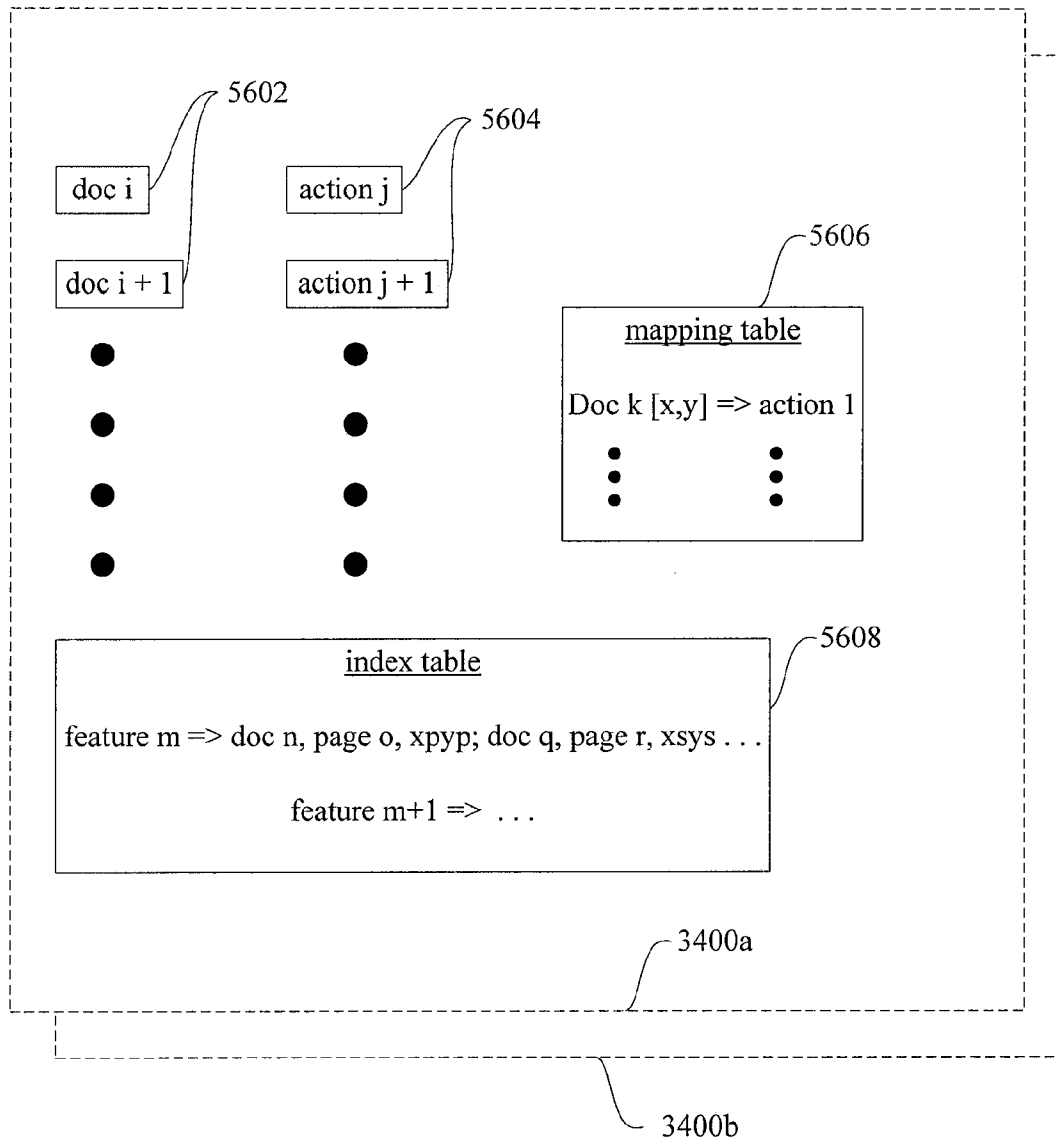 5602
5604
doc i
action j
5606
doc i + 1
action j + 1
mapping table
Doc k [x,y] => action 1
5608
index table
feature m => doc n, page o, xpyp; doc q, page r, xsys . . .
feature m+1 => . . .
3400a
3400b